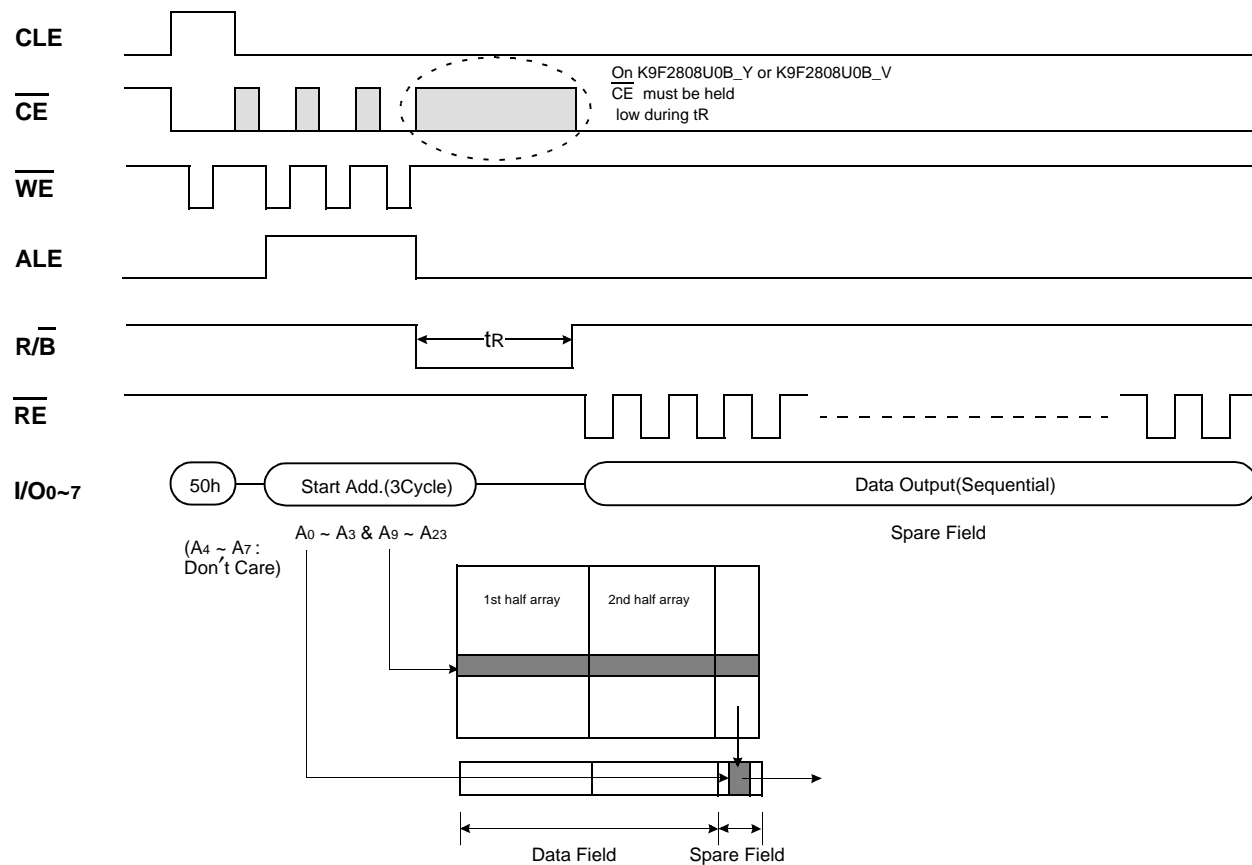 CLE
On K9F2808U0B_Y or K9F2808U0B_V
CE
CE must be held
low during tR
WE
ALE
R/B
tR
RE
I/O0~7
50h
Start Add.(3Cycle)
Data Output(Sequential)
A0 ~ A3 & A9 ~ A23
Spare Field
(A4 ~ A7 :
Don't Care)
1st half array
2nd half array
Data Field
Spare Field